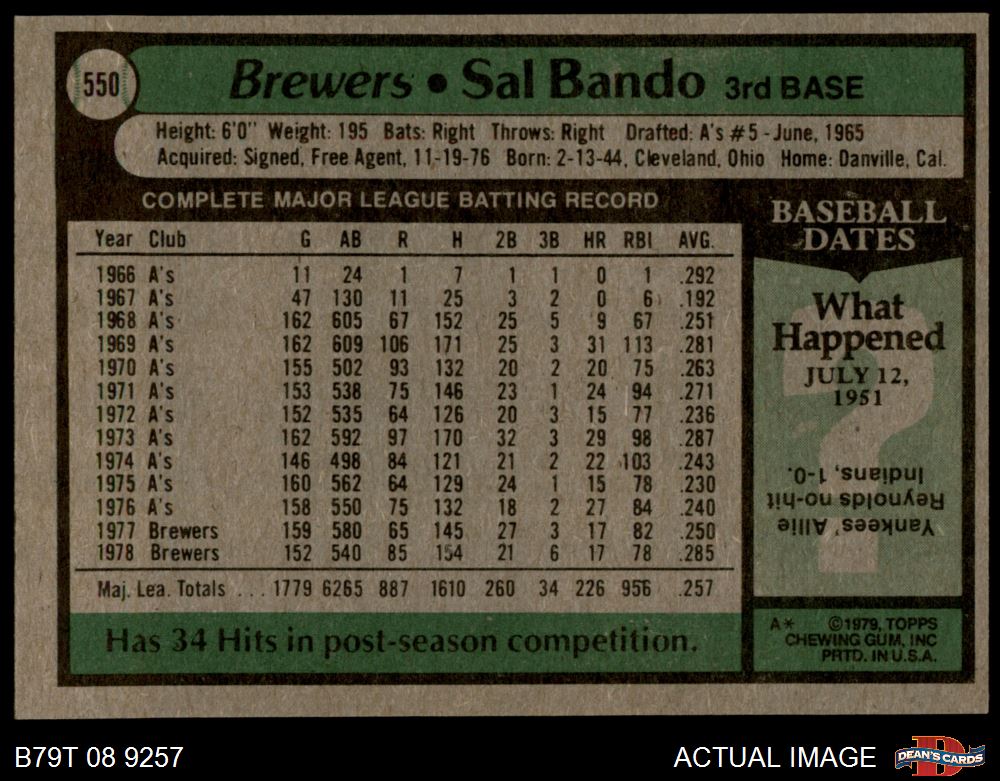 550
Brewers • Sal Bando 3rd BASE
Height: 6'0" Weight: 195 Bats: Right Throws: Right Drafted: A's #5 - June, 1965
Acquired: Signed, Free Agent, 11-19-76 Born: 2-13-44, Cleveland, Ohio Home: Danville, Cal.
COMPLETE MAJOR LEAGUE BATTING RECORD
Year Club G AB R H 2B 3B HR RBI AVG.
1966 A's 11 24 1 7 1 1 0 1 .292
1967 A's 47 130 11 25 3 2 0 6 .192
1968 A's 162 605 67 152 25 5 9 67 .251
1969 A's 162 609 106 171 25 3 31 113 .281
1970 A's 155 502 93 132 20 2 20 75 .263
1971 A's 153 538 75 146 23 1 24 94 .271
1972 A's 152 535 64 126 20 3 15 77 .236
1973 A's 162 592 97 170 32 3 29 98 .287
1974 A's 146 498 84 121 21 2 22 103 .243
1975 A's 160 562 64 129 24 1 15 78 .230
1976 A's 158 550 75 132 18 2 27 84 .240
1977 Brewers 159 580 65 145 27 3 17 82 .250
1978 Brewers 152 540 85 154 21 6 17 78 .285
Maj. Lea. Totals ... 1779 6265 887 1610 260 34 226 956 .257
Has 34 Hits in post-season competition.
BASEBALL
DATES
What
Happened
JULY 12,
1951
?
Yankees' Allie
Reynolds no-hit
Indians, 1-0.
A* ©1979, TOPPS
CHEWING GUM, INC
PRTD. IN U.S.A.
B79T 08 9257
ACTUAL IMAGE
D
DEAN'S CARDS